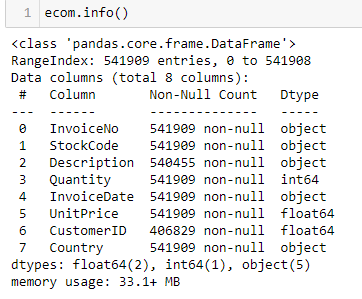 1 ecom.info()
<class 'pandas.core.frame.DataFrame'>
RangeIndex: 541909 entries, 0 to 541908
Data columns (total 8 columns):
 #   Column       Non-Null Count   Dtype
---  ------       --------------   -----
 0   InvoiceNo    541909 non-null  object
 1   StockCode    541909 non-null  object
 2   Description  540455 non-null  object
 3   Quantity     541909 non-null  int64
 4   InvoiceDate  541909 non-null  object
 5   UnitPrice    541909 non-null  float64
 6   CustomerID   406829 non-null  float64
 7   Country      541909 non-null  object
dtypes: float64(2), int64(1), object(5)
memory usage: 33.1+ MB